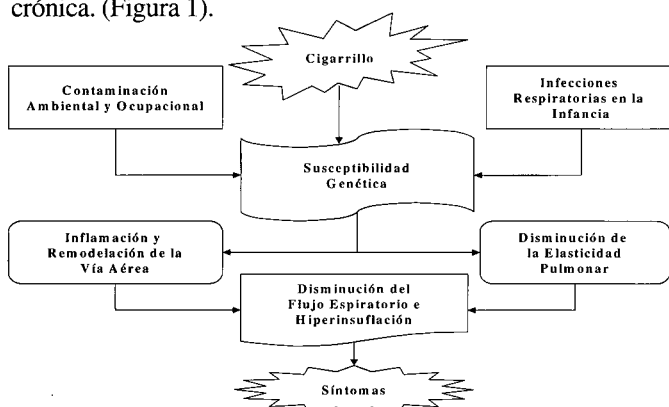 crónica. (Figura 1).
Cigarrillo
Contaminación
Ambiental y Ocupacional
Infecciones
Respiratorias en la
Infancia
Susceptibilidad
Genética
Inflamación y
Remodelación de la
Vía Aérea
Disminución de
la Elasticidad
Pulmonar
Disminución del
Flujo Espiratorio e
Hiperinsuflación
Síntomas